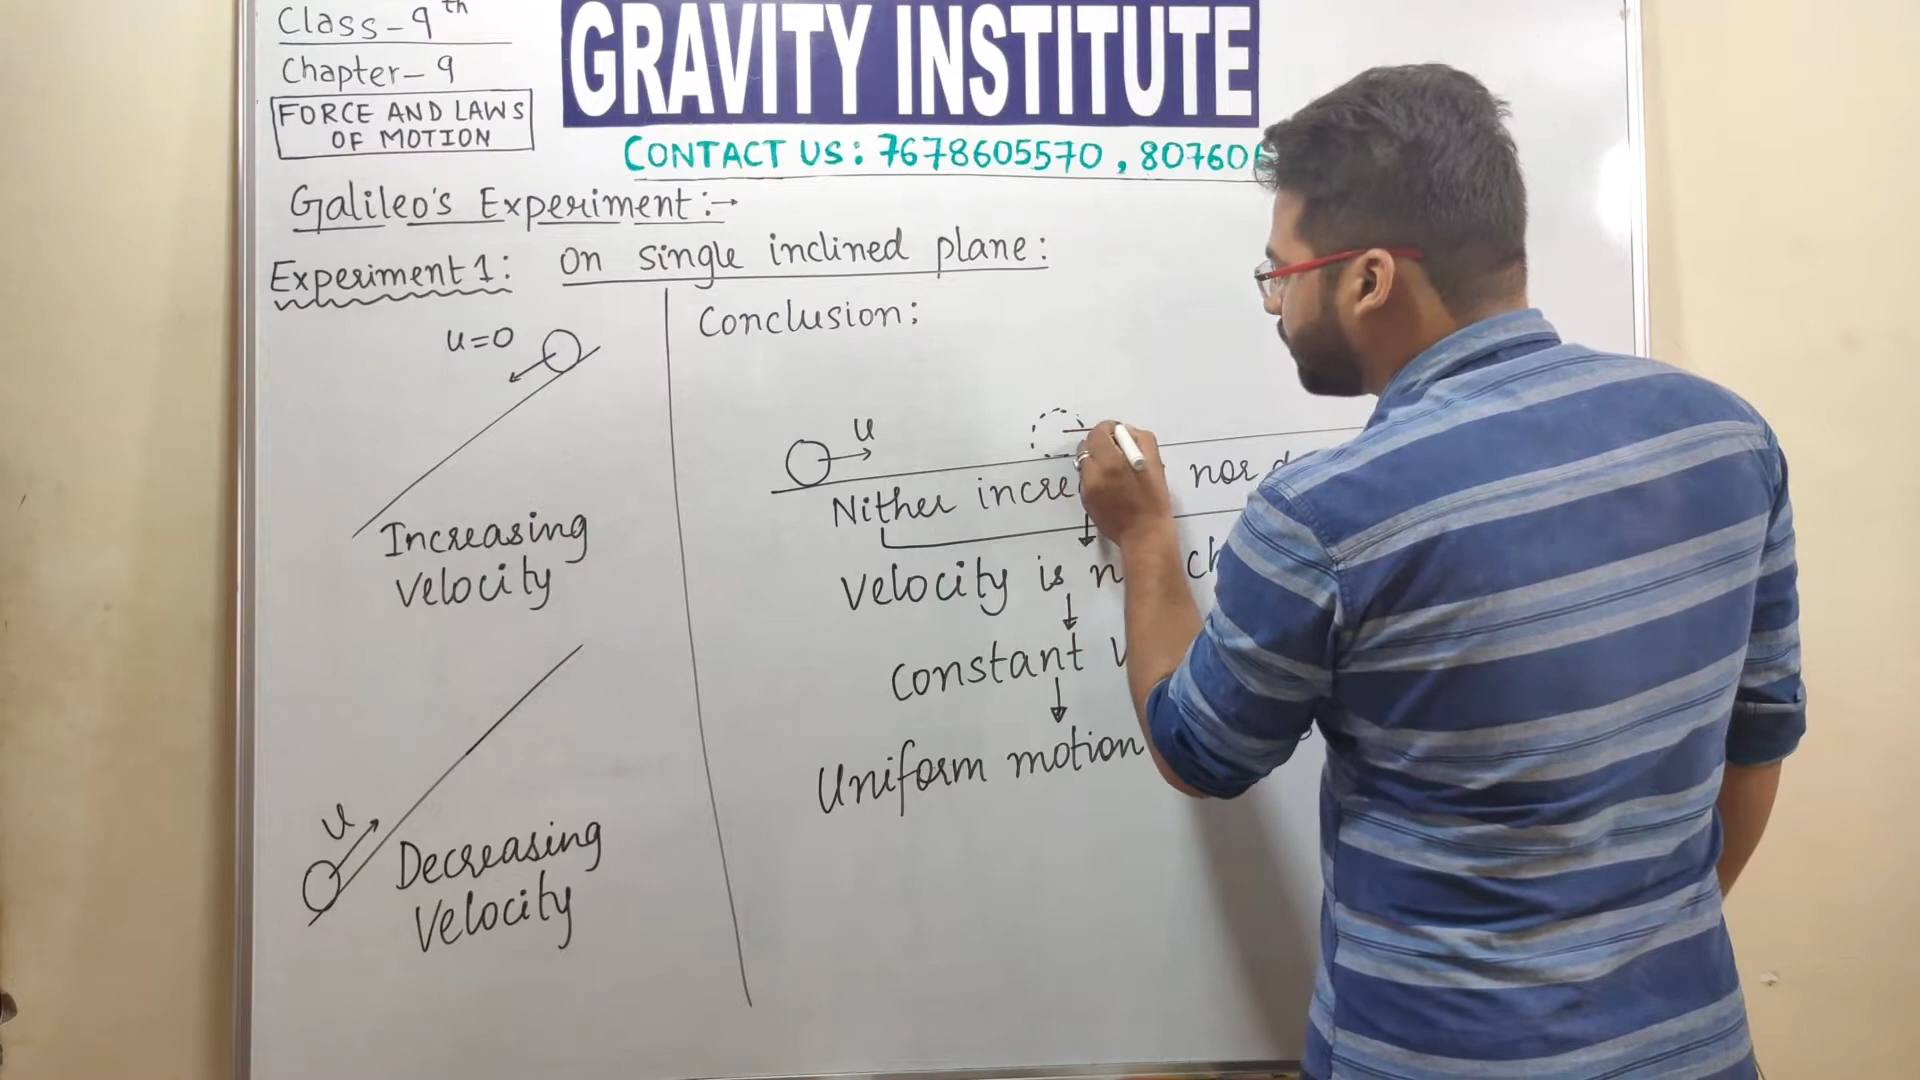 Class-9th
Chapter-9
FORCE AND LAWS
OF MOTION
GRAVITY INSTITUTE
CONTACT US: 7678605570, 80760
Galileo's Experiment:→
Experiment 1: On single inclined plane:
u=0
Increasing
velocity
u
Decreasing
Velocity
Conclusion:
u
Nither nor
velocity is
constant
Uniform motion